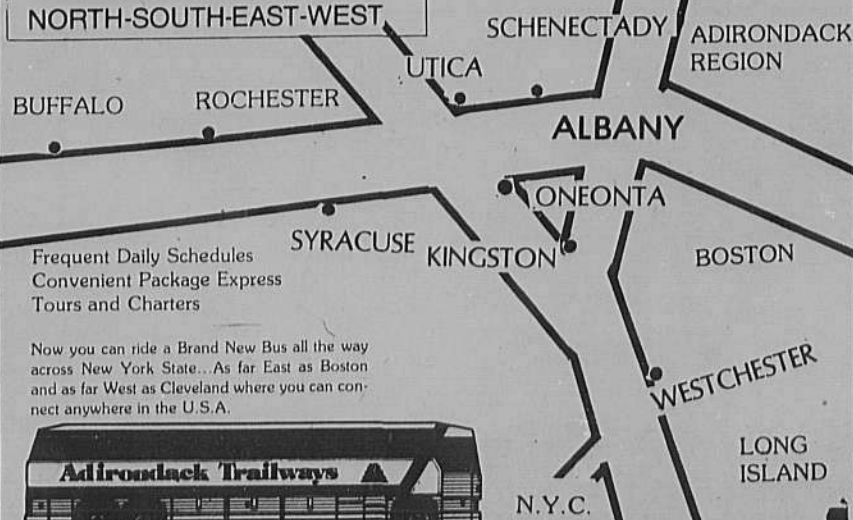 NORTH-SOUTH-EAST-WEST
SCHENECTADY
ADIRONDACK
REGION
UTICA
BUFFALO
ROCHESTER
ALBANY
ONEONTA
SYRACUSE
KINGSTON
BOSTON
Frequent Daily Schedules
Convenient Package Express
Tours and Charters
Now you can ride a Brand New Bus all the way
across New York State...As far East as Boston
and as far West as Cleveland where you can con-
nect anywhere in the U.S.A.
WESTCHESTER
LONG
ISLAND
Adirondack Trailways
N.Y.C.